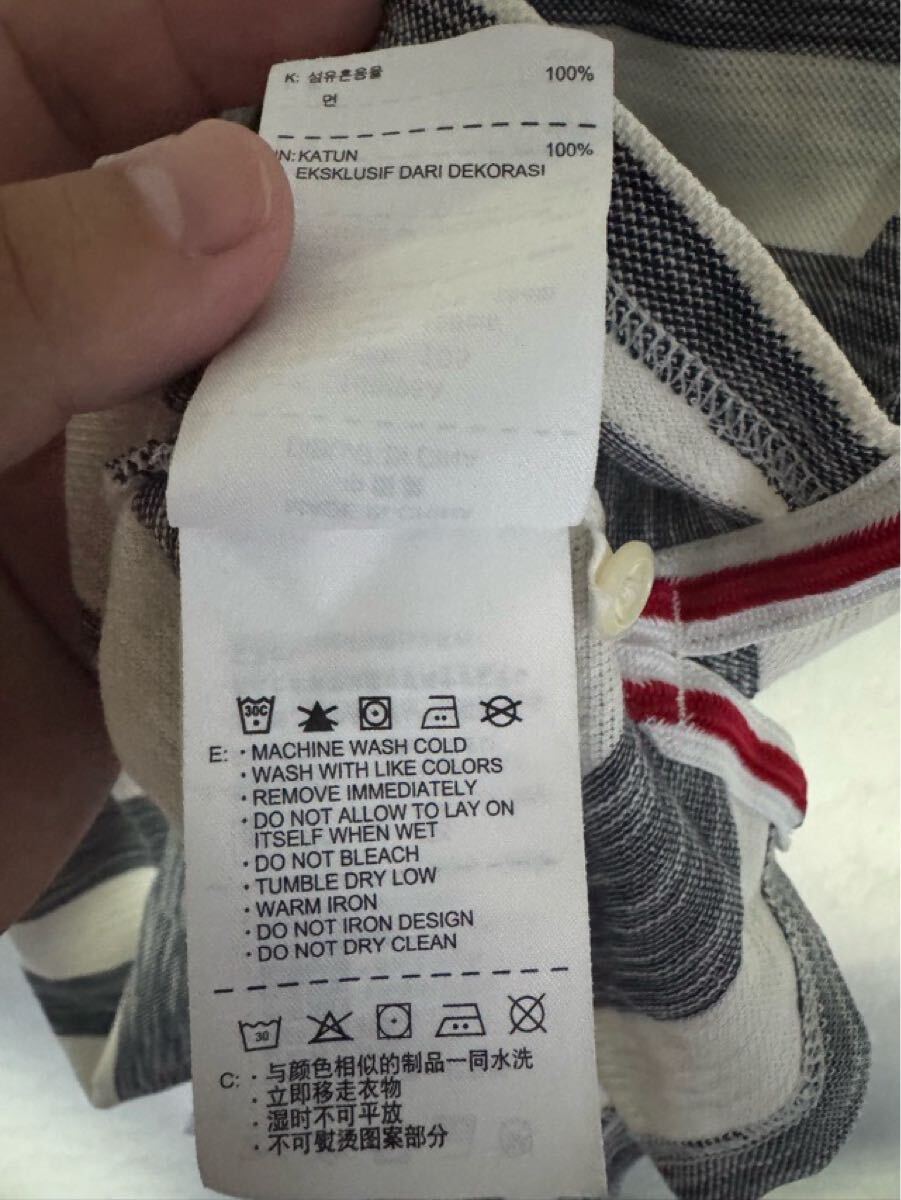 K: 섬유혼용율 100%
면
IN: KATUN 100%
EKSKLUSIF DARI DEKORASI
30C
E: · MACHINE WASH COLD
· WASH WITH LIKE COLORS
· REMOVE IMMEDIATELY
· DO NOT ALLOW TO LAY ON
ITSELF WHEN WET
· DO NOT BLEACH
· TUMBLE DRY LOW
· WARM IRON
· DO NOT IRON DESIGN
· DO NOT DRY CLEAN
30
C: · 与颜色相似的制品一同水洗
· 立即移走衣物
· 湿时不可平放
· 不可熨烫图案部分